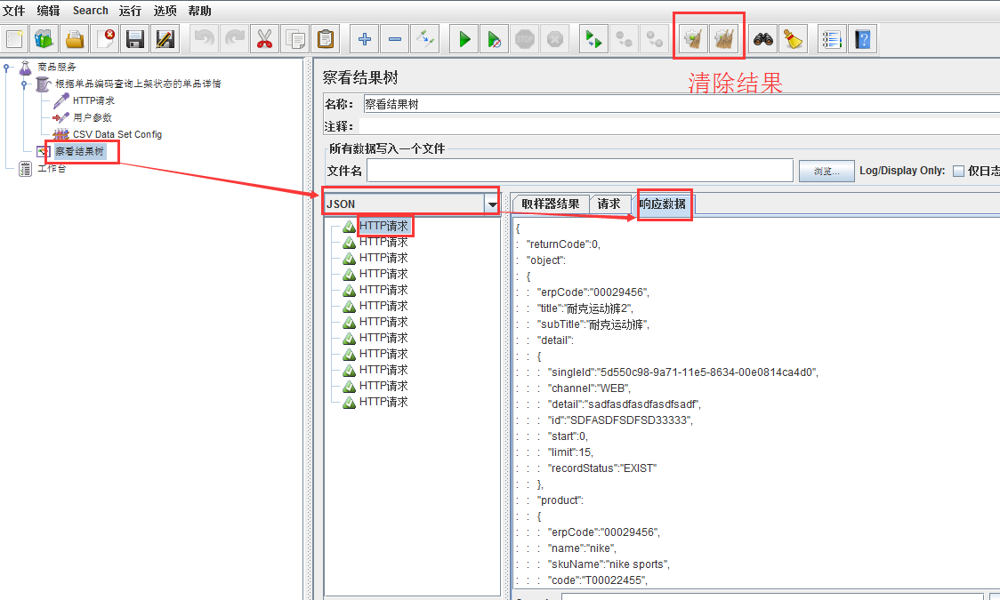 文件 编辑 Search 运行 选项 帮助
STOP
清除结果
商品服务
根据单品编码查询上架状态的单品详情
HTTP请求
用户参数
CSV Data Set Config
察看结果树
工作台
察看结果树
名称： 察看结果树
注释：
所有数据写入一个文件
文件名 浏览... Log/Display Only: 仅日志
JSON
取样器结果 请求 响应数据
HTTP请求
HTTP请求
HTTP请求
HTTP请求
HTTP请求
HTTP请求
HTTP请求
HTTP请求
HTTP请求
HTTP请求
HTTP请求
HTTP请求
{
: "returnCode":0,
: "object":
: {
: : "erpCode":"00029456",
: : "title":"耐克运动裤2",
: : "subTitle":"耐克运动裤",
: : "detail":
: : {
: : : "singleId":"5d550c98-9a71-11e5-8634-00e0814ca4d0",
: : : "channel":"WEB",
: : : "detail":"sadfasdfasdfasdfsadf",
: : : "id":"SDFASDFSDFSD33333",
: : : "start":0,
: : : "limit":15,
: : : "recordStatus":"EXIST"
: : },
: : "product":
: : {
: : : "erpCode":"00029456",
: : : "name":"nike",
: : : "skuName":"nike sports",
: : : "code":"T00022455",